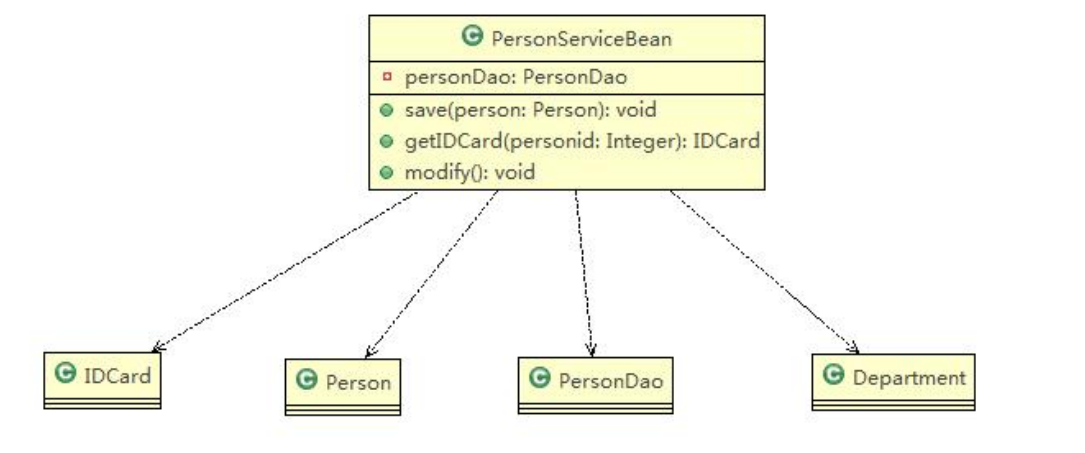 C PersonServiceBean
personDao: PersonDao
save(person: Person): void
getIDCard(personid: Integer): IDCard
modify(): void
C IDCard
C Person
C PersonDao
C Department